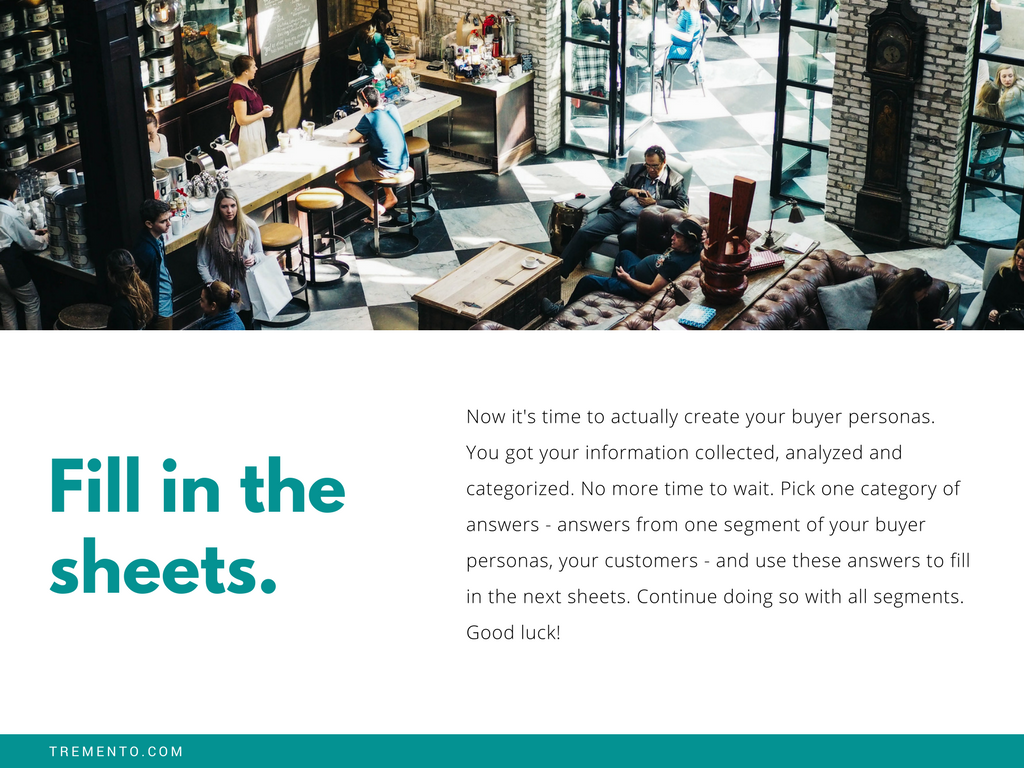 Fill in the
sheets.
Now it's time to actually create your buyer personas.
You got your information collected, analyzed and
categorized. No more time to wait. Pick one category of
answers - answers from one segment of your buyer
personas, your customers - and use these answers to fill
in the next sheets. Continue doing so with all segments.
Good luck!
TREMENTO.COM